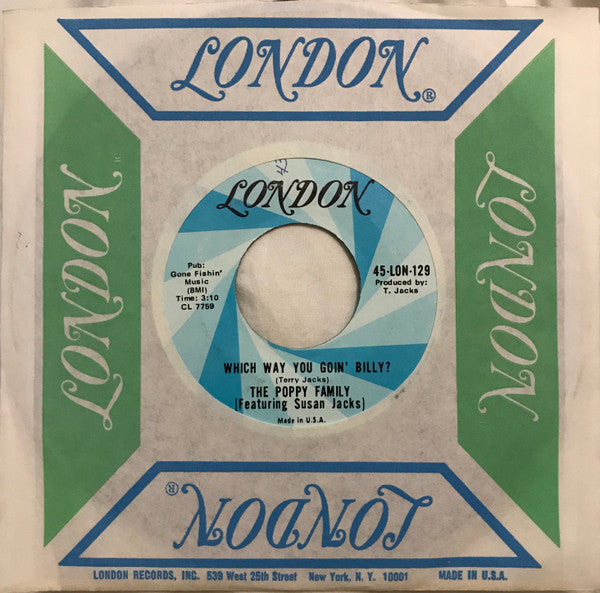 LONDON®
LONDON®
LONDON
LONDON
Pub:
Gone Fishin'
Music
(BMI)
Time: 3:10
CL 7759
45-LON-129
Produced by:
T. Jacks
WHICH WAY YOU GOIN' BILLY?
(Terry Jacks)
THE POPPY FAMILY
(Featuring Susan Jacks)
Made in U.S.A.
LONDON
LONDON®
LONDON RECORDS, INC. 539 West 25th Street New York, N. Y. 10001 MADE IN U.S.A.